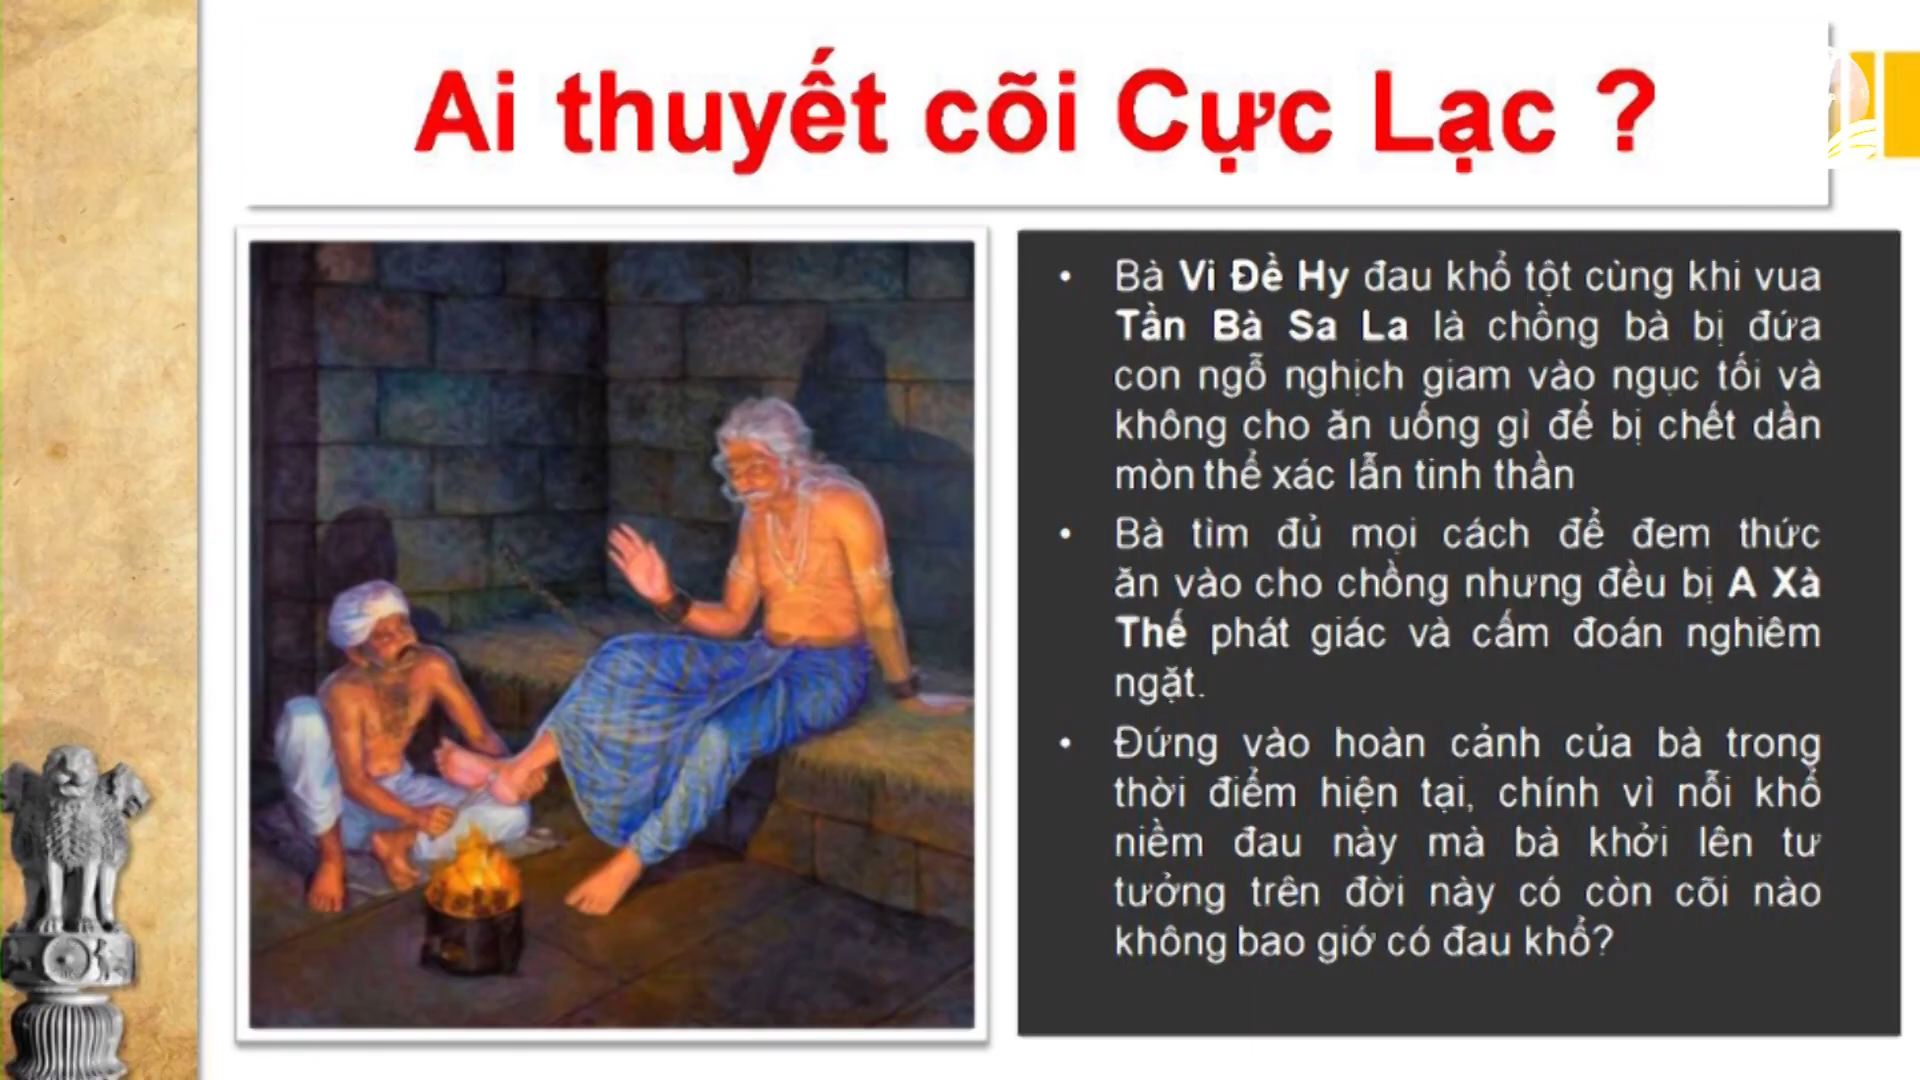 Ai thuyết cõi Cực Lạc ?
• Bà Vi Đề Hy đau khổ tột cùng khi vua
Tần Bà Sa La là chồng bà bị đứa
con ngỗ nghịch giam vào ngục tối và
không cho ăn uống gì để bị chết dần
mòn thể xác lẫn tinh thần
• Bà tìm đủ mọi cách để đem thức
ăn vào cho chồng nhưng đều bị A Xà
Thế phát giác và cấm đoán nghiêm
ngặt.
• Đứng vào hoàn cảnh của bà trong
thời điểm hiện tại, chính vì nỗi khổ
niềm đau này mà bà khởi lên tư
tưởng trên đời này có còn cõi nào
không bao giớ có đau khổ?